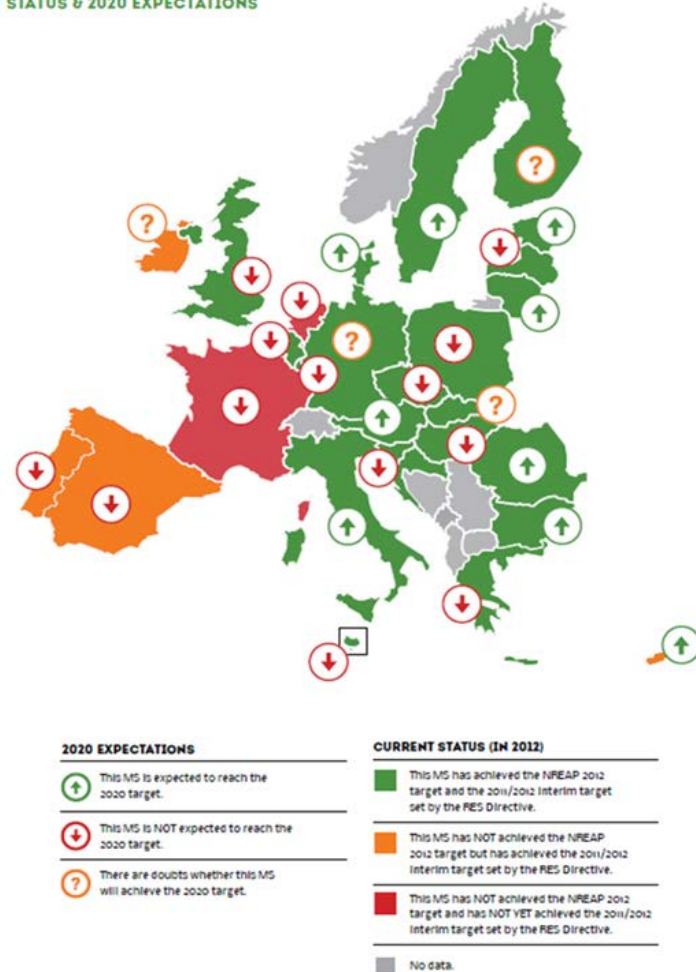 STATUS & 2020 EXPECTATIONS
?
?
?
?
2020 EXPECTATIONS
This MS is expected to reach the
2020 target.
This MS is NOT expected to reach the
2020 target.
?
There are doubts whether this MS
will achieve the 2020 target.
CURRENT STATUS (IN 2012)
This MS has achieved the NREAP 2012
target and the 2011/2012 interim target
set by the RES Directive.
This MS has NOT achieved the NREAP
2012 target but has achieved the 2011/2012
interim target set by the RES Directive.
This MS has NOT achieved the NREAP 2012
target and has NOT YET achieved the 2011/2012
interim target set by the RES Directive.
No data.